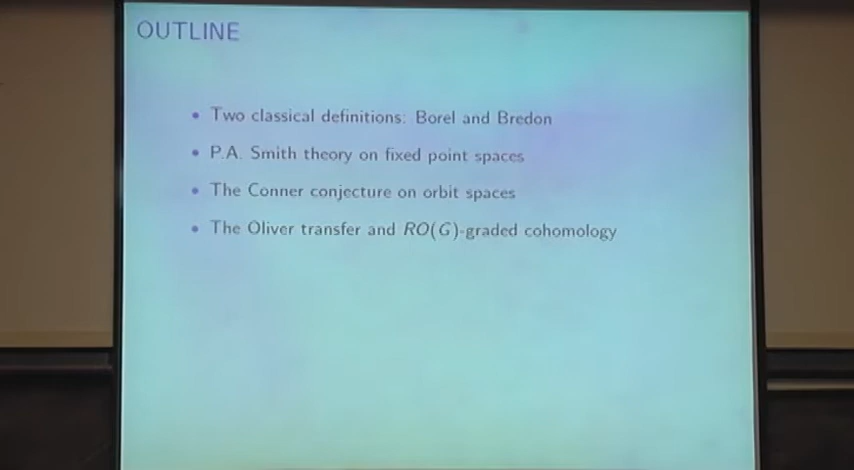 OUTLINE
• Two classical definitions: Borel and Bredon
• P.A. Smith theory on fixed point spaces
• The Conner conjecture on orbit spaces
• The Oliver transfer and RO(G)-graded cohomology